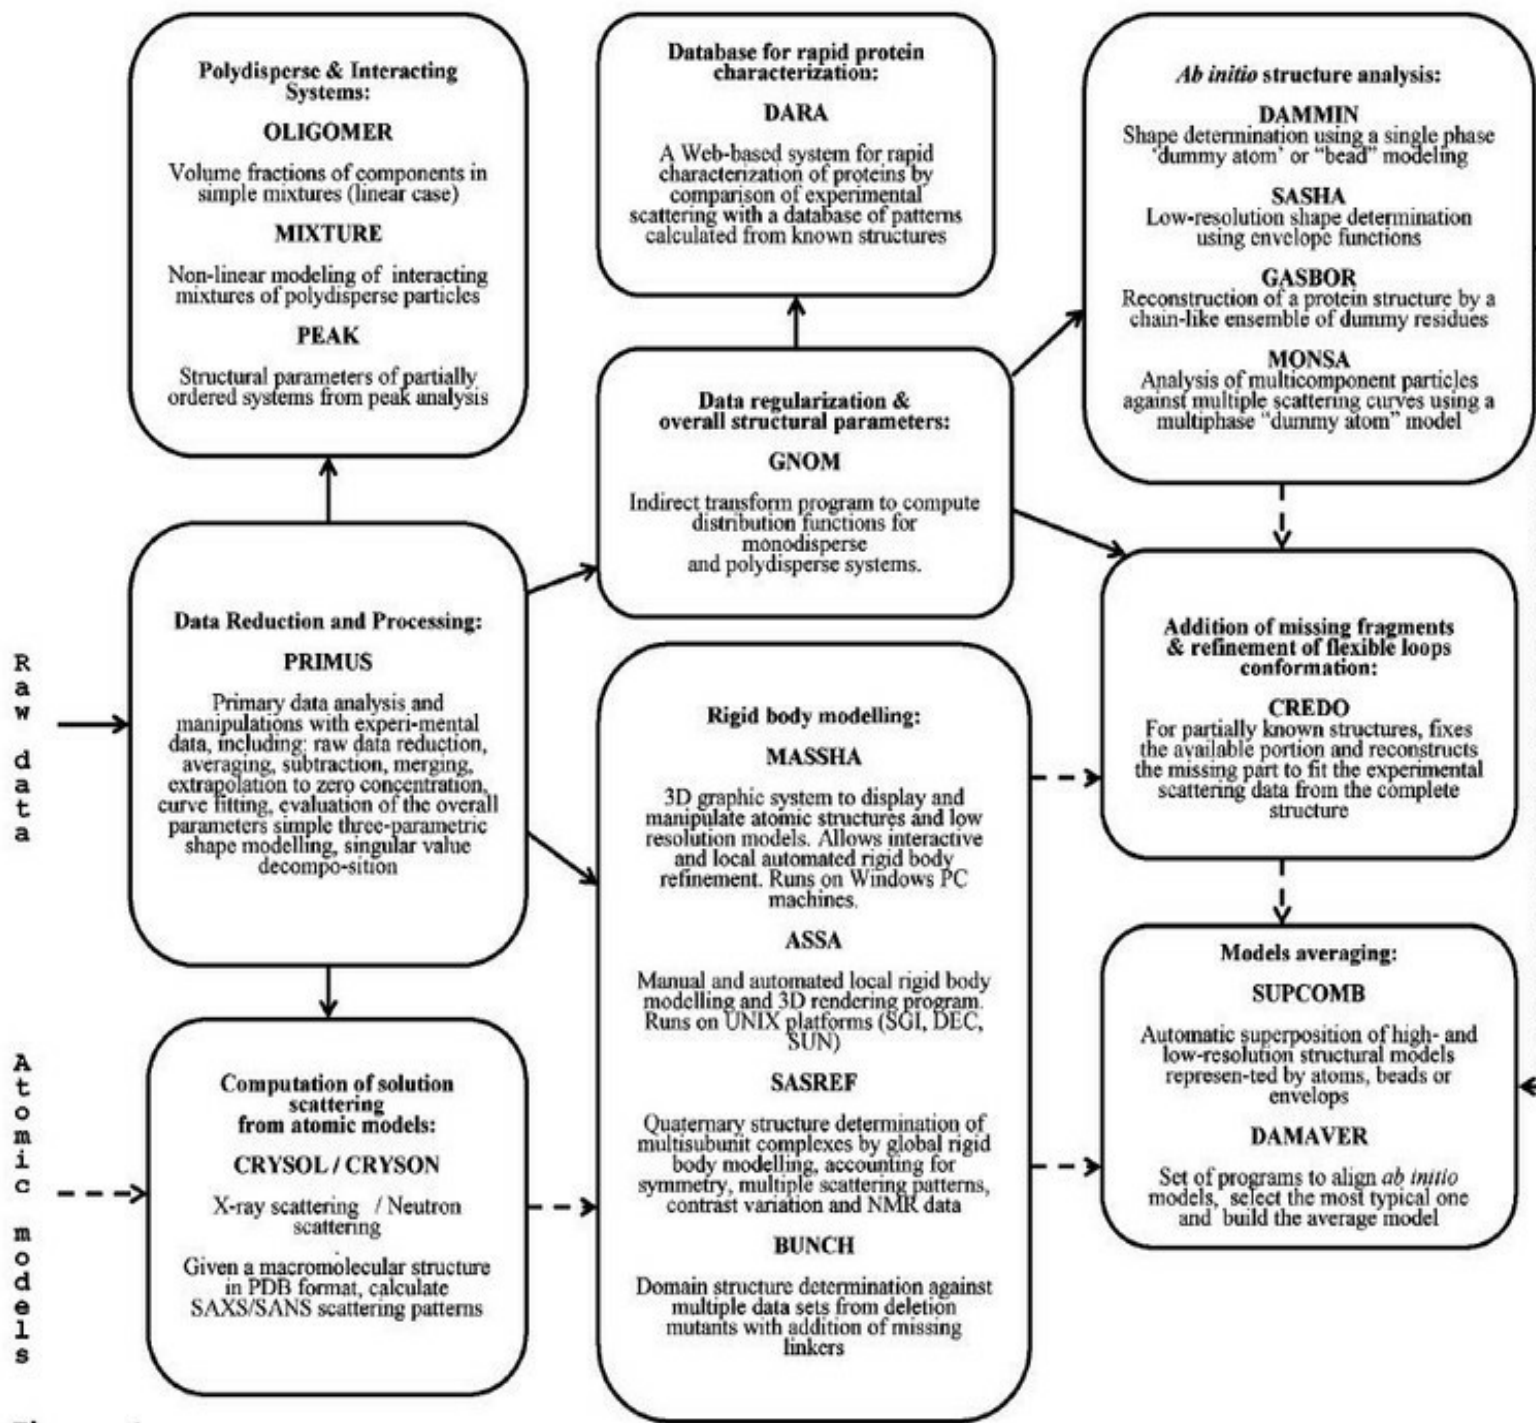 Polydisperse & Interacting
Systems:
OLIGOMER
Volume fractions of components in
simple mixtures (linear case)
MIXTURE
Non-linear modeling of interacting
mixtures of polydisperse particles
PEAK
Structural parameters of partially
ordered systems from peak analysis
Database for rapid protein
characterization:
DARA
A Web-based system for rapid
characterization of proteins by
comparison of experimental
scattering with a database of patterns
calculated from known structures
Ab initio structure analysis:
DAMMIN
Shape determination using a single phase
'dummy atom' or "bead" modeling
SASHA
Low-resolution shape determination
using envelope functions
GASBOR
Reconstruction of a protein structure by a
chain-like ensemble of dummy residues
MONSA
Analysis of multicomponent particles
against multiple scattering curves using a
multiphase "dummy atom" model
Data regularization &
overall structural parameters:
GNOM
Indirect transform program to compute
distribution functions for
monodisperse
and polydisperse systems.
Raw data
Data Reduction and Processing:
PRIMUS
Primary data analysis and
manipulations with experi-mental
data, including: raw data reduction,
averaging, subtraction, merging,
extrapolation to zero concentration,
curve fitting, evaluation of the overall
parameters simple three-parametric
shape modelling, singular value
decompo-sition
Rigid body modelling:
MASSHA
3D graphic system to display and
manipulate atomic structures and low
resolution models. Allows interactive
and local automated rigid body
refinement. Runs on Windows PC
machines.
ASSA
Manual and automated local rigid body
modelling and 3D rendering program.
Runs on UNIX platforms (SGI, DEC,
SUN)
SASREF
Quaternary structure determination of
multisubunit complexes by global rigid
body modelling, accounting for
symmetry, multiple scattering patterns,
contrast variation and NMR data
BUNCH
Domain structure determination against
multiple data sets from deletion
mutants with addition of missing
linkers
Addition of missing fragments
& refinement of flexible loops
conformation:
CREDO
For partially known structures, fixes
the available portion and reconstructs
the missing part to fit the experimental
scattering data from the complete
structure
Atomic models
Computation of solution
scattering
from atomic models:
CRYSOL / CRYSON
X-ray scattering / Neutron
scattering
Given a macromolecular structure
in PDB format, calculate
SAXS/SANS scattering patterns
Models averaging:
SUPCOMB
Automatic superposition of high- and
low-resolution structural models
represen-ted by atoms, beads or
envelops
DAMAVER
Set of programs to align ab initio
models, select the most typical one
and build the average model